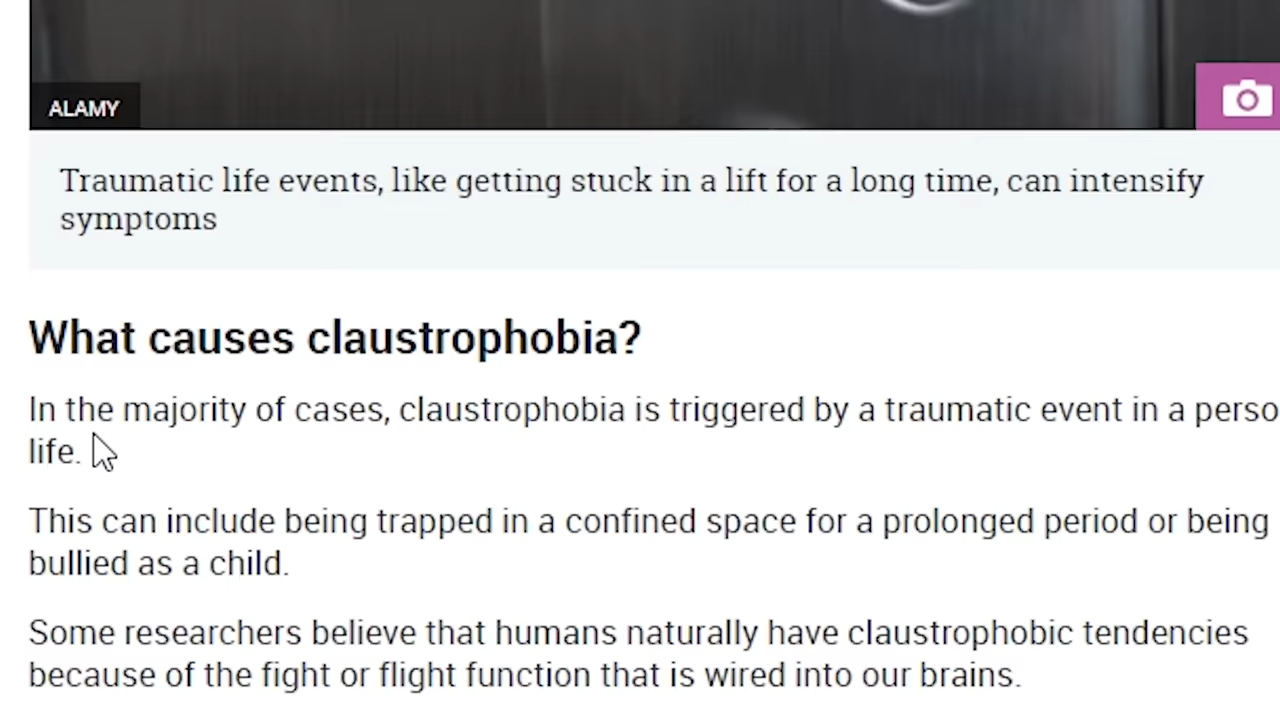 ALAMY
Traumatic life events, like getting stuck in a lift for a long time, can intensify
symptoms
What causes claustrophobia?
In the majority of cases, claustrophobia is triggered by a traumatic event in a perso
life.
This can include being trapped in a confined space for a prolonged period or being
bullied as a child.
Some researchers believe that humans naturally have claustrophobic tendencies
because of the fight or flight function that is wired into our brains.